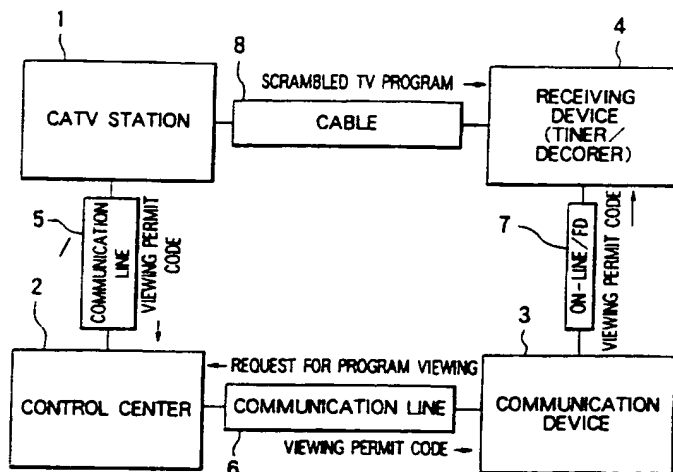 1
CATV STATION
8
SCRAMBLED TV PROGRAM →
CABLE
4
RECEIVING
DEVICE
(TINER/
DECORER)
5
COMMUNICATION
LINE
VIEWING PERMIT
CODE
↓
7
ON-LINE/FD
VIEWING PERMIT CODE
↑
2
CONTROL CENTER
← REQUEST FOR PROGRAM VIEWING
COMMUNICATION LINE
6
VIEWING PERMIT CODE →
3
COMMUNICATION
DEVICE